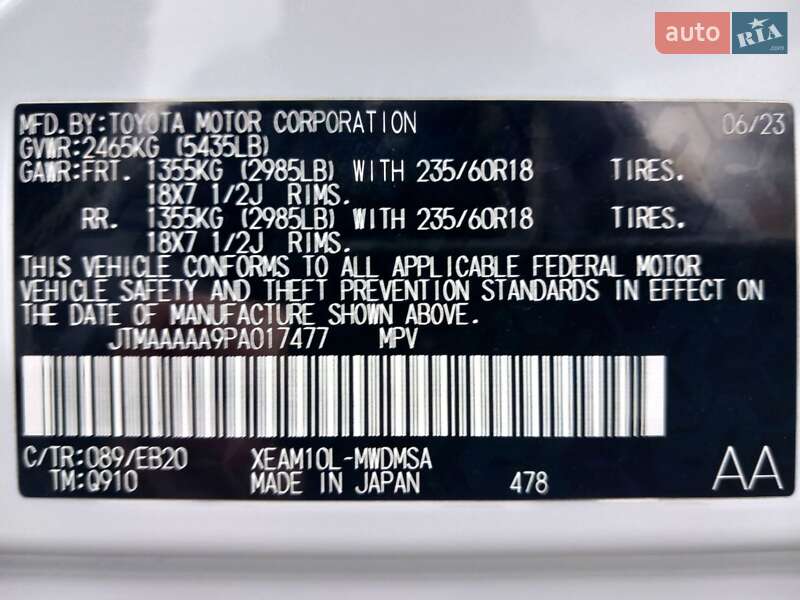 auto RIA.com
MFD.BY:TOYOTA MOTOR CORPORATION 06/23
GVWR:2465KG (5435LB)
GAWR:FRT. 1355KG (2985LB) WITH 235/60R18 TIRES.
18X7 1/2J RIMS.
RR. 1355KG (2985LB) WITH 235/60R18 TIRES.
18X7 1/2J RIMS.
THIS VEHICLE CONFORMS TO ALL APPLICABLE FEDERAL MOTOR
VEHICLE SAFETY AND THEFT PREVENTION STANDARDS IN EFFECT ON
THE DATE OF MANUFACTURE SHOWN ABOVE.
JTMAAAAA9PA017477 MPV
C/TR:089/EB20 XEAM10L-MWDMSA
TM:Q910 MADE IN JAPAN 478 AA